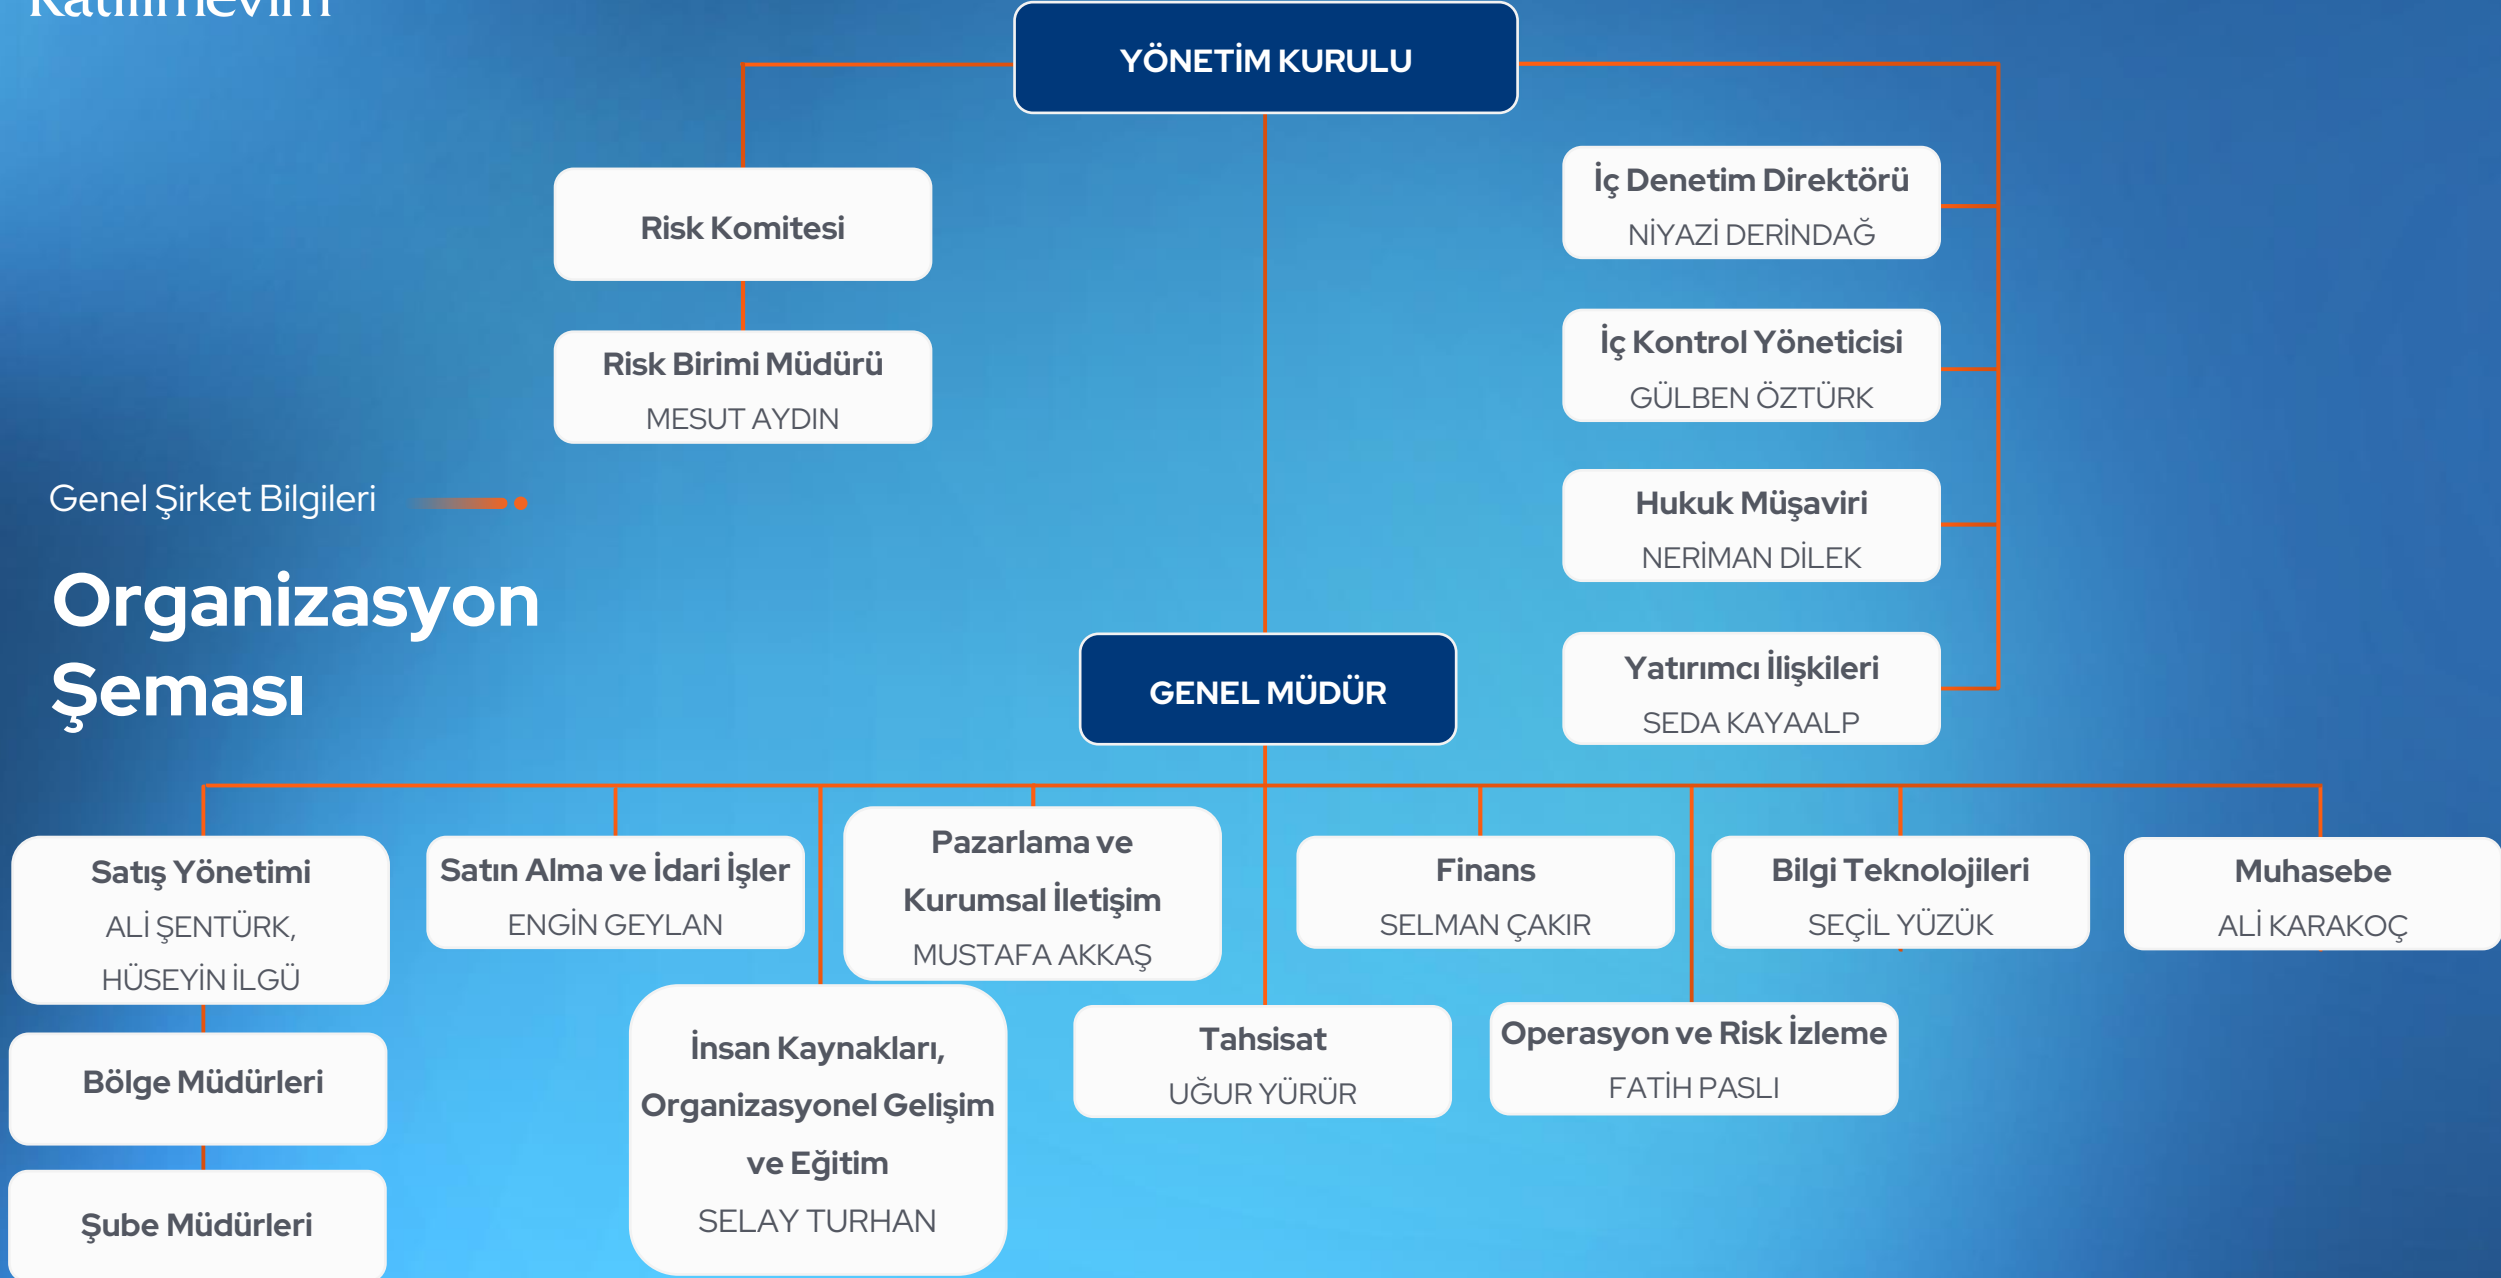 Katılımevim
YÖNETİM KURULU
Risk Komitesi
Risk Birimi Müdürü
MESUT AYDIN
İç Denetim Direktörü
NİYAZİ DERİNDAĞ
İç Kontrol Yöneticisi
GÜLBEN ÖZTÜRK
Hukuk Müşaviri
NERİMAN DİLEK
Yatırımcı İlişkileri
SEDA KAYAALP
Genel Şirket Bilgileri
Organizasyon
Şeması
GENEL MÜDÜR
Satış Yönetimi
ALİ ŞENTÜRK,
HÜSEYİN İLGÜ
Bölge Müdürleri
Şube Müdürleri
Satın Alma ve İdari İşler
ENGİN GEYLAN
İnsan Kaynakları,
Organizasyonel Gelişim
ve Eğitim
SELAY TURHAN
Pazarlama ve
Kurumsal İletişim
MUSTAFA AKKAŞ
Tahsisat
UĞUR YÜRÜR
Finans
SELMAN ÇAKIR
Operasyon ve Risk İzleme
FATİH PASLI
Bilgi Teknolojileri
SEÇİL YÜZÜK
Muhasebe
ALİ KARAKOÇ